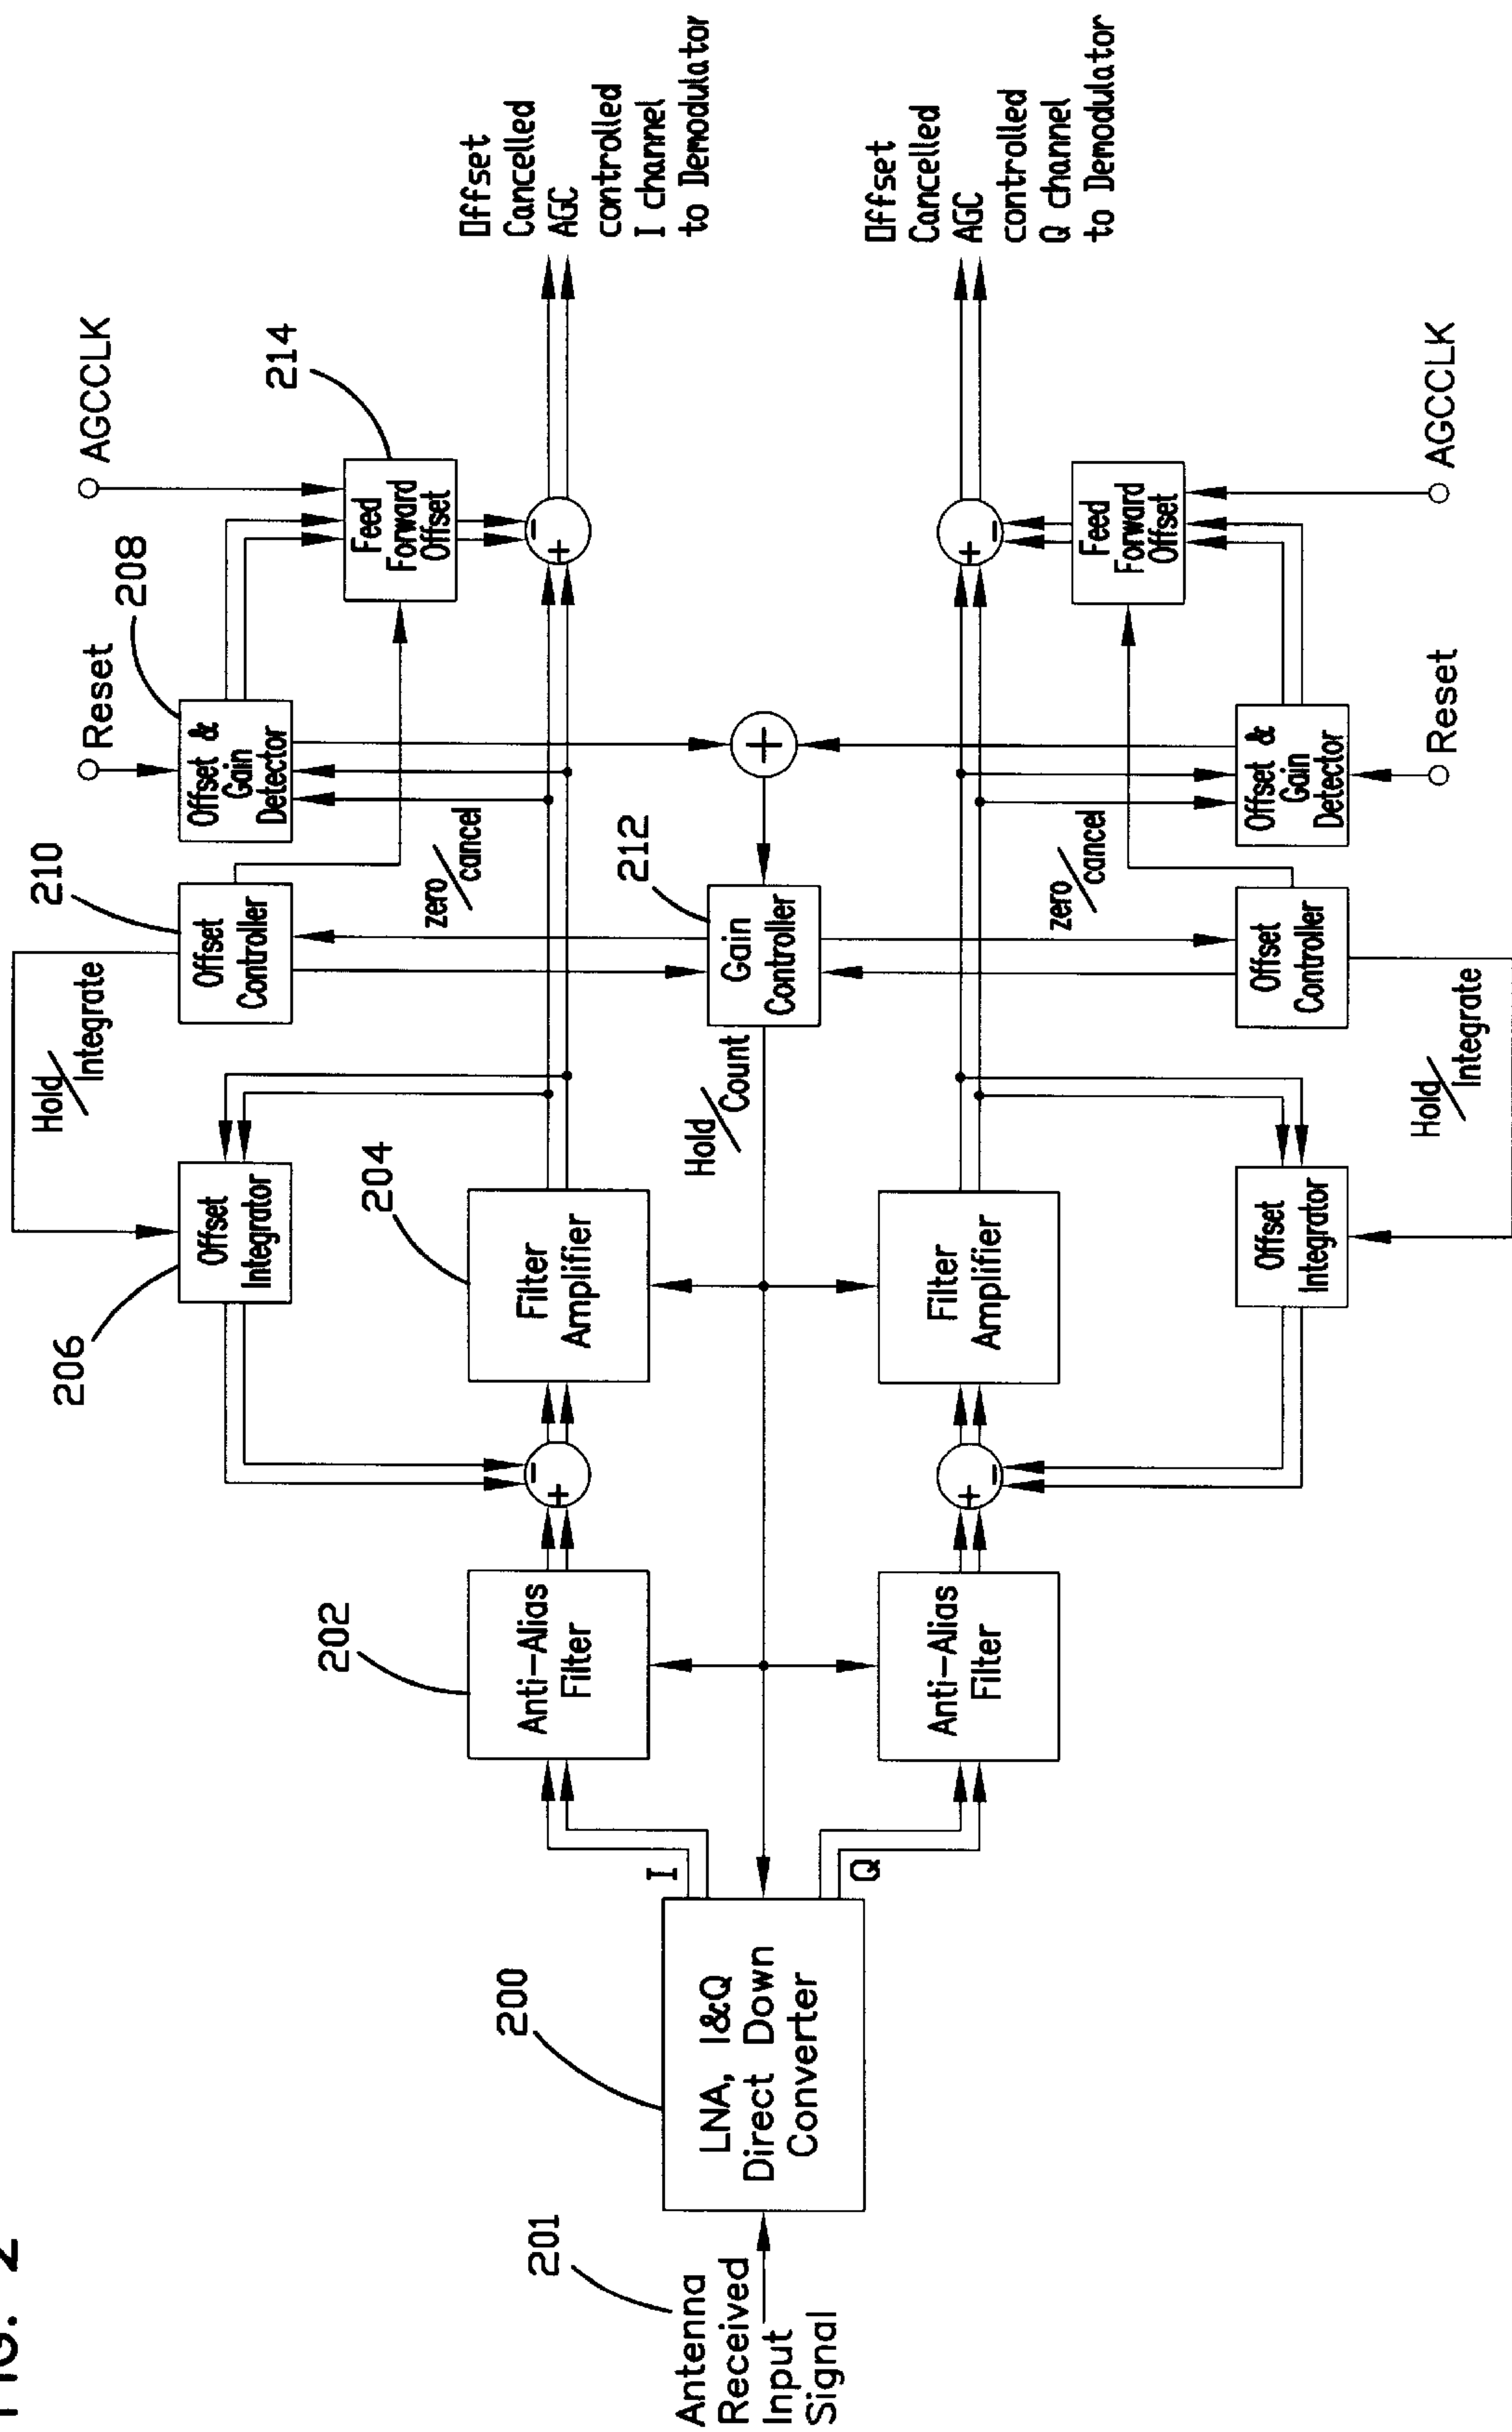 FIG. 2
Hold/Integrate
210
Reset
208
AGCCLK
206
Offset
Integrator
Offset
Controller
Offset &
Gain
Detector
214
204
zero/cancel
Feed
Forward
Offset
202
Anti-Alias
Filter
Filter
Amplifier
Offset
Cancelled
AGC
controlled
I channel
to Demodulator
201
200
I
Hold/Count
212
Antenna
Received
Input
Signal
LNA, I&Q
Direct Down
Converter
Gain
Controller
Q
Anti-Alias
Filter
Filter
Amplifier
zero/cancel
Offset
Cancelled
AGC
controlled
Q channel
to Demodulator
Feed
Forward
Offset
Offset
Integrator
Offset
Controller
Offset &
Gain
Detector
Hold/Integrate
Reset
AGCCLK